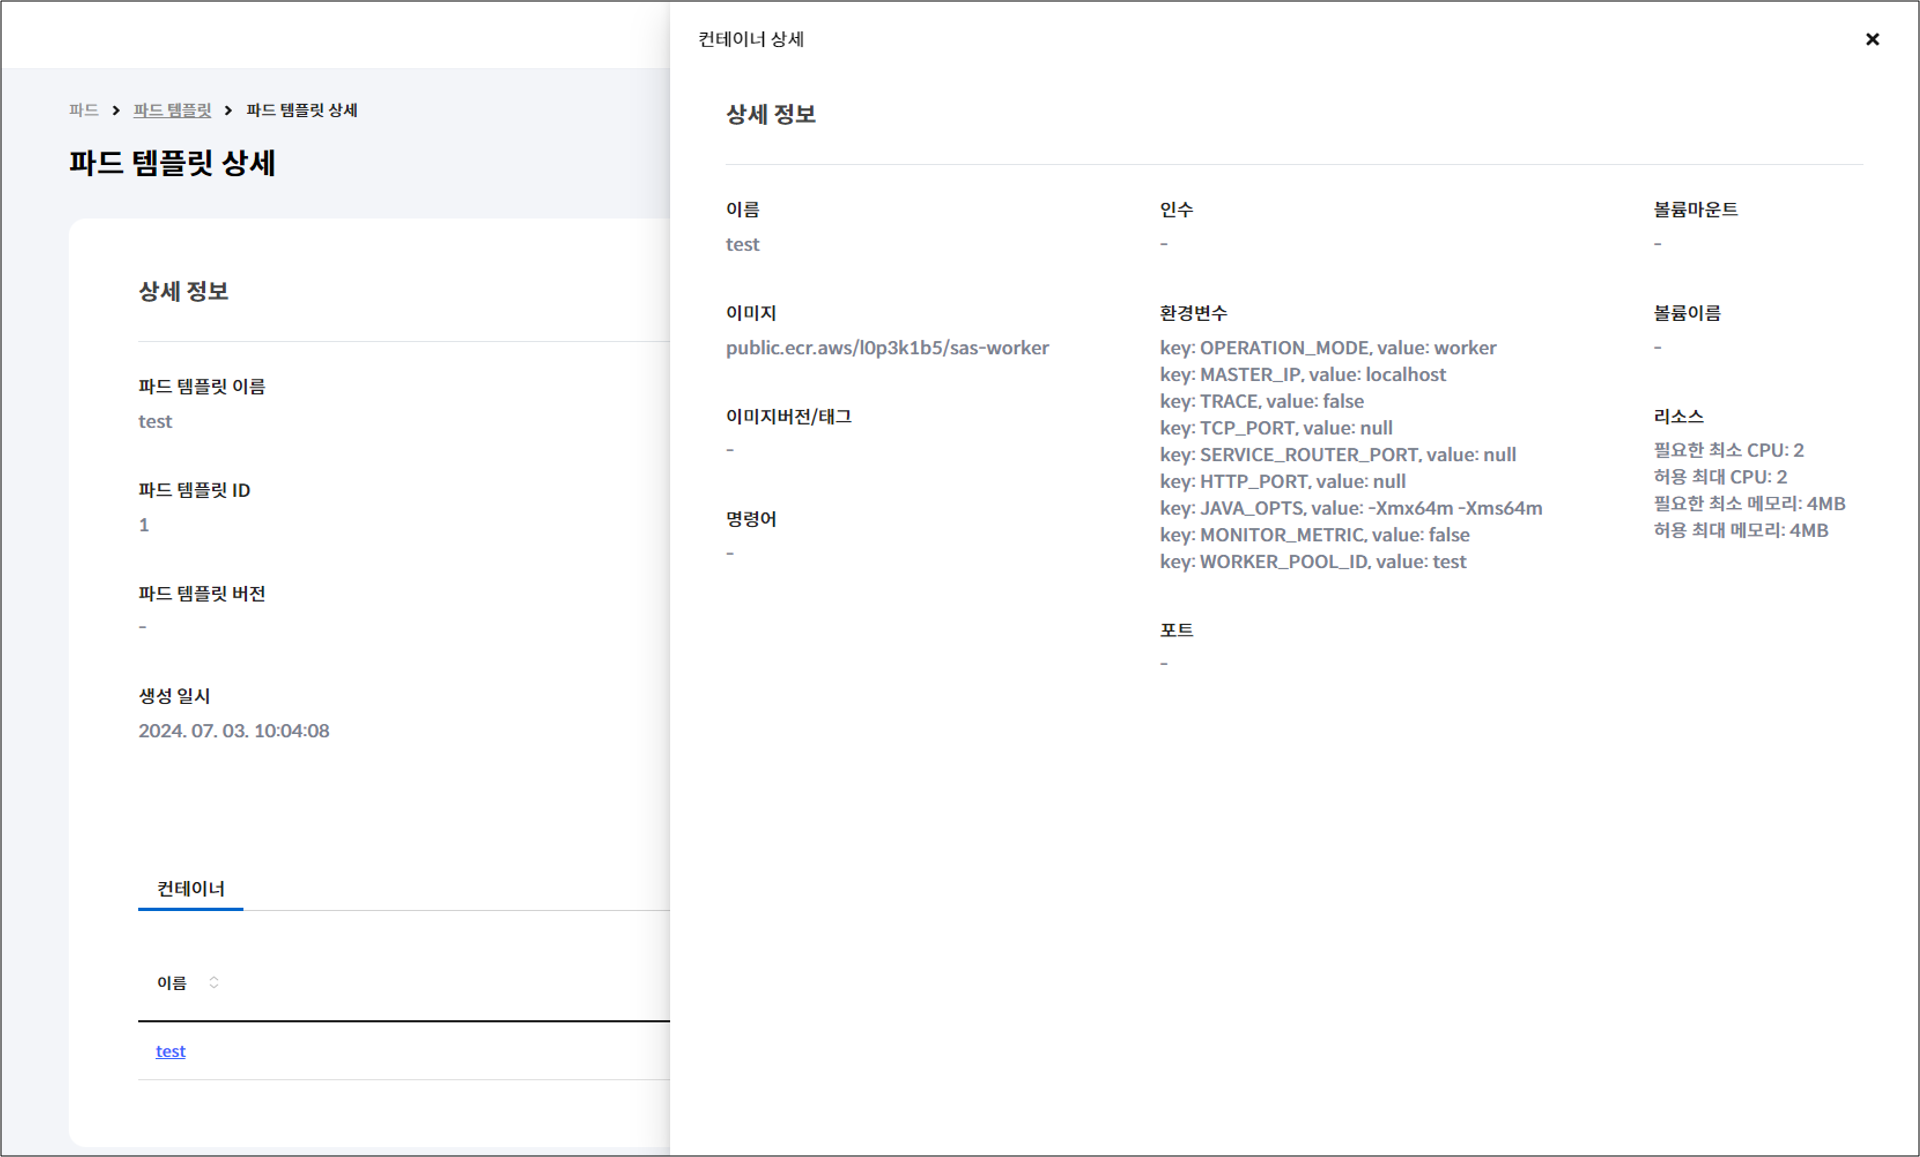 파드 > 파드 템플릿 > 파드 템플릿 상세
파드 템플릿 상세
상세 정보
파드 템플릿 이름
test
파드 템플릿 ID
1
파드 템플릿 버전
-
생성 일시
2024. 07. 03. 10:04:08
컨테이너
이름
test
컨테이너 상세
상세 정보
이름
test
이미지
public.ecr.aws/l0p3k1b5/sas-worker
이미지버전/태그
-
명령어
-
인수
-
환경변수
key: OPERATION_MODE, value: worker
key: MASTER_IP, value: localhost
key: TRACE, value: false
key: TCP_PORT, value: null
key: SERVICE_ROUTER_PORT, value: null
key: HTTP_PORT, value: null
key: JAVA_OPTS, value: -Xmx64m -Xms64m
key: MONITOR_METRIC, value: false
key: WORKER_POOL_ID, value: test
포트
-
볼륨마운트
-
볼륨이름
-
리소스
필요한 최소 CPU: 2
허용 최대 CPU: 2
필요한 최소 메모리: 4MB
허용 최대 메모리: 4MB